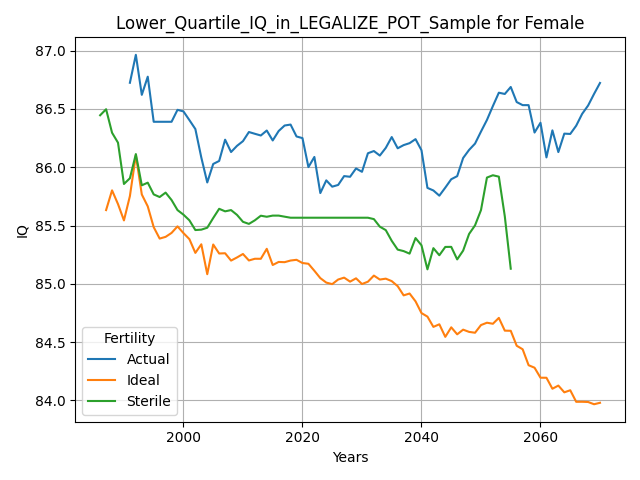 Lower_Quartile_IQ_in_LEGALIZE_POT_Sample for Female
87.0
86.5
86.0
85.5
85.0
84.5
84.0
IQ
Fertility
Actual
Ideal
Sterile
2000
2020
2040
2060
Years